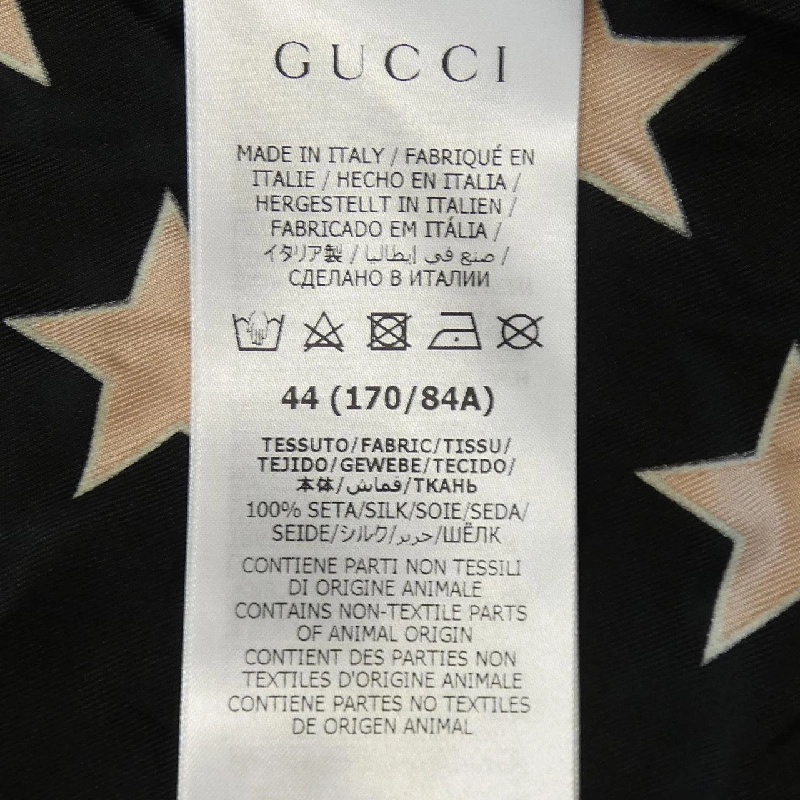 GUCCI
MADE IN ITALY / FABRIQUÉ EN
ITALIE / HECHO EN ITALIA /
HERGESTELLT IN ITALIEN /
FABRICADO EM ITÁLIA /
イタリア製 / صنع في إيطاليا /
СДЕЛАНО В ИТАЛИИ
44 (170/84A)
TESSUTO/FABRIC/TISSU/
TEJIDO/GEWEBE/TECIDO/
本体/قماش/ТКАНЬ
100% SETA/SILK/SOIE/SEDA/
SEIDE/シルク/حرير/ШЁЛК
CONTIENE PARTI NON TESSILI
DI ORIGINE ANIMALE
CONTAINS NON-TEXTILE PARTS
OF ANIMAL ORIGIN
CONTIENT DES PARTIES NON
TEXTILES D'ORIGINE ANIMALE
CONTIENE PARTES NO TEXTILES
DE ORIGEN ANIMAL